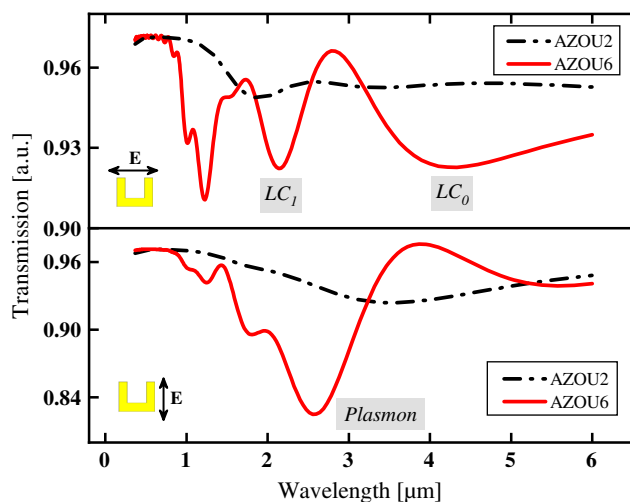 AZOU2
AZOU6
0.96
0.93
0.90
E
LC1
LC0
Transmission [a.u.]
0.96
0.90
0.84
E
Plasmon
AZOU2
AZOU6
0 1 2 3 4 5 6
Wavelength [µm]